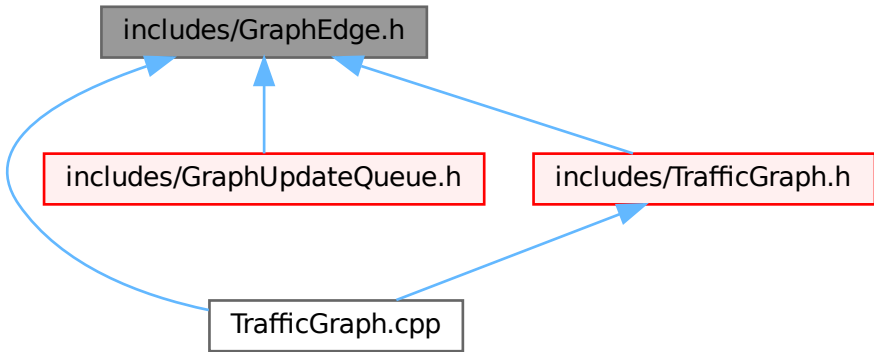 includes/GraphEdge.h
includes/GraphUpdateQueue.h
includes/TrafficGraph.h
TrafficGraph.cpp